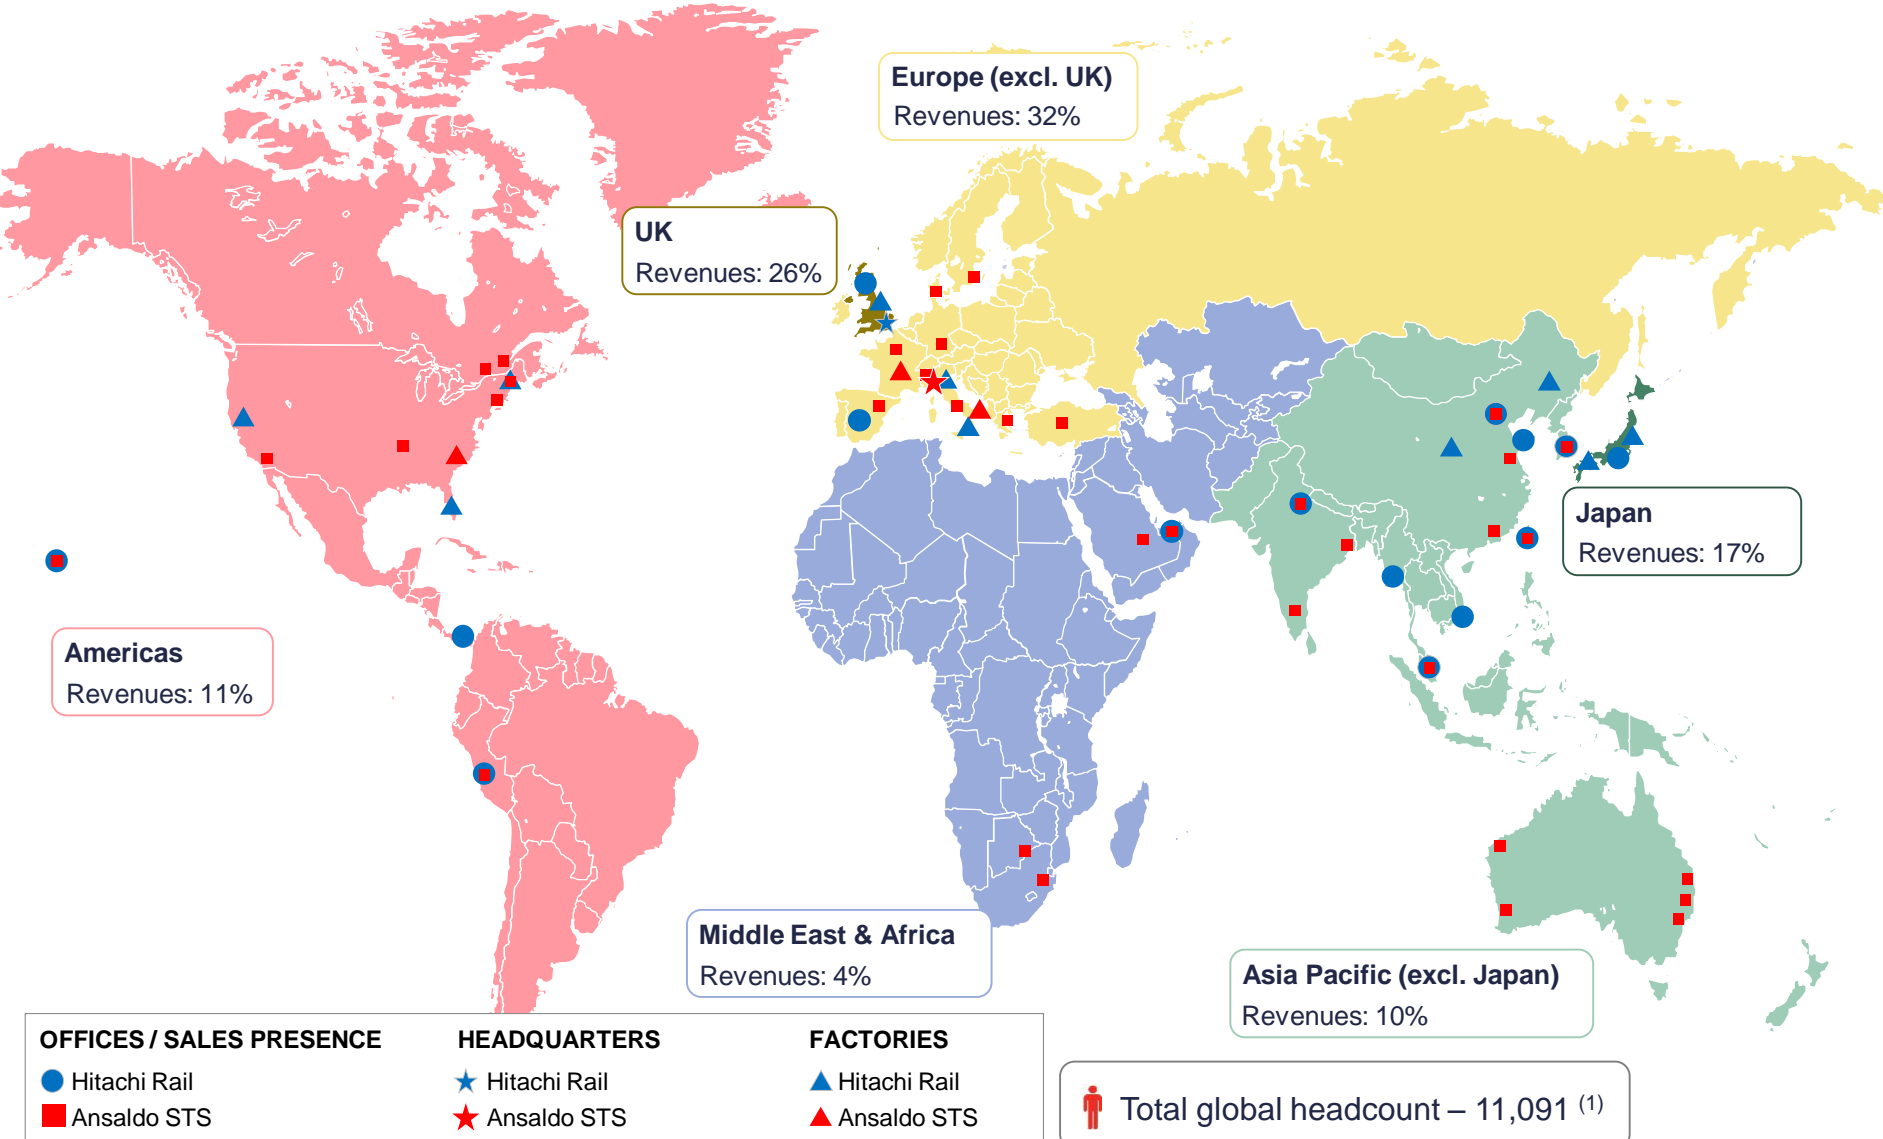 Europe (excl. UK)
Revenues: 32%
UK
Revenues: 26%
Japan
Revenues: 17%
Americas
Revenues: 11%
Middle East & Africa
Revenues: 4%
Asia Pacific (excl. Japan)
Revenues: 10%
OFFICES / SALES PRESENCE
Hitachi Rail
Ansaldo STS
HEADQUARTERS
Hitachi Rail
Ansaldo STS
FACTORIES
Hitachi Rail
Ansaldo STS
Total global headcount – 11,091 (1)